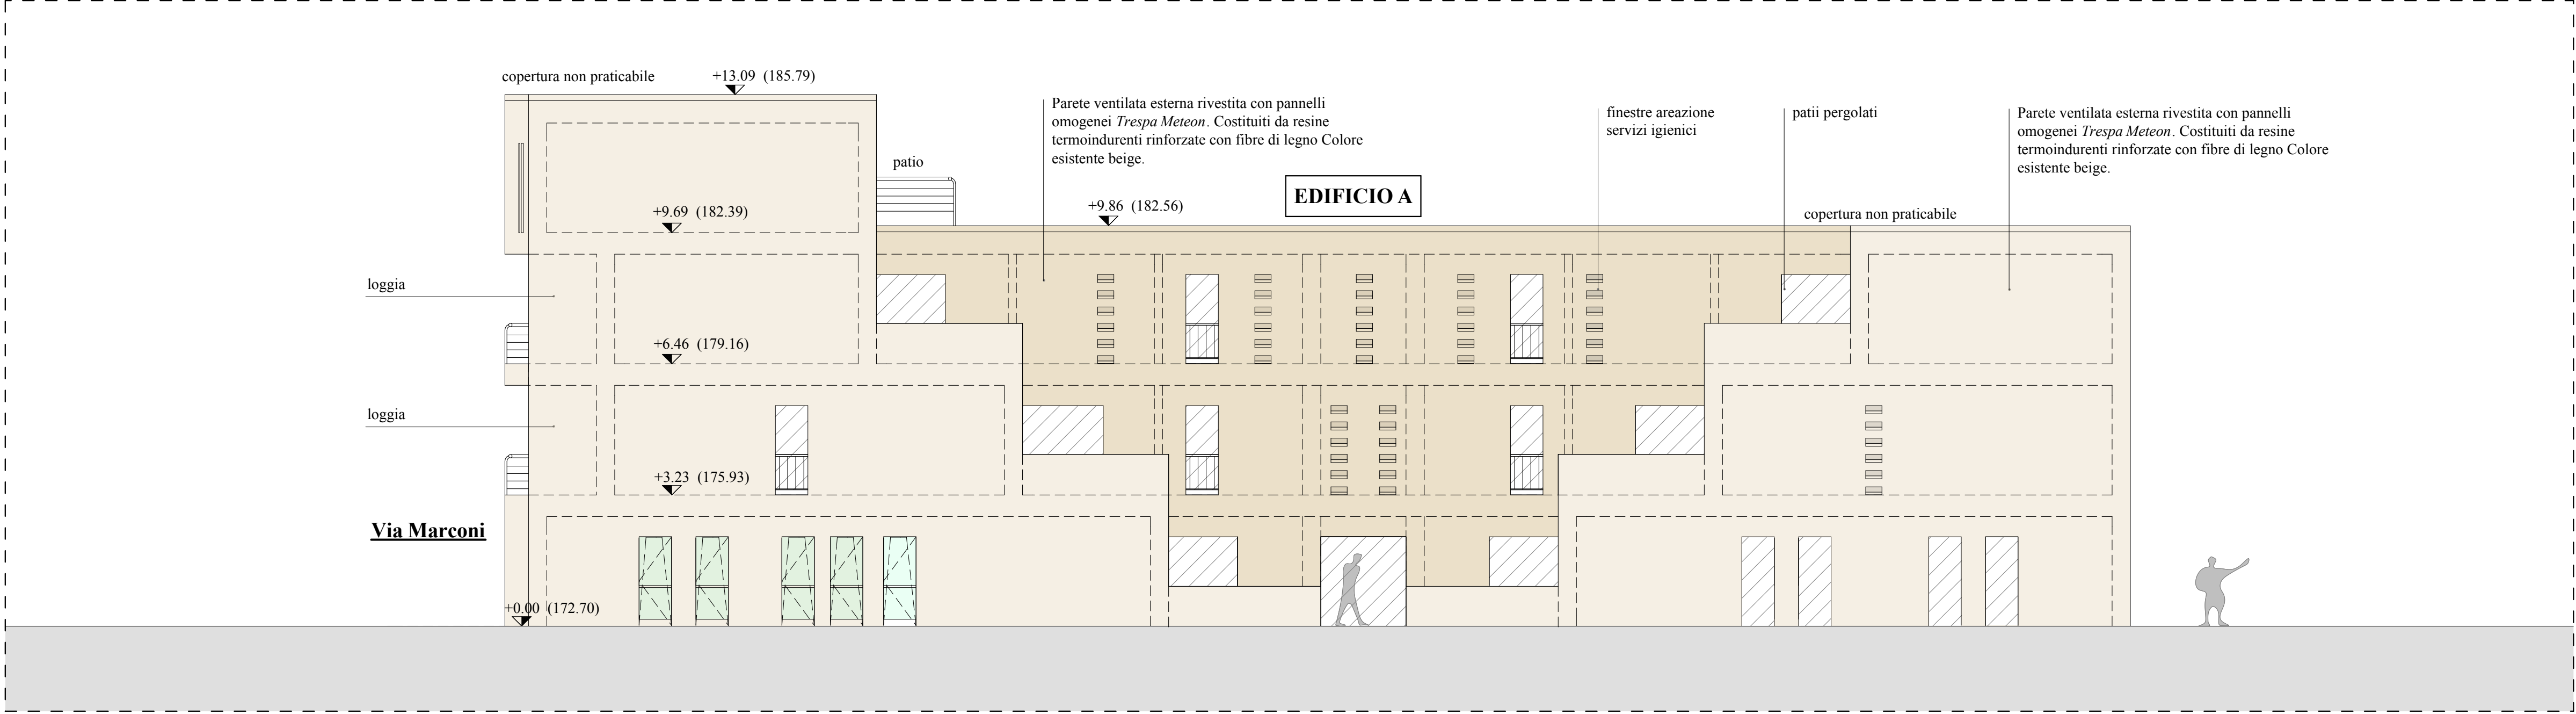 copertura non praticabile
+13.09 (185.79)
Parete ventilata esterna rivestita con pannelli
omogenei Trespa Meteon. Costituiti da resine
termoindurenti rinforzate con fibre di legno Colore
esistente beige.
finestre areazione
servizi igienici
patii pergolati
Parete ventilata esterna rivestita con pannelli
omogenei Trespa Meteon. Costituiti da resine
termoindurenti rinforzate con fibre di legno Colore
esistente beige.
patio
EDIFICIO A
+9.69 (182.39)
+9.86 (182.56)
copertura non praticabile
loggia
+6.46 (179.16)
loggia
+3.23 (175.93)
Via Marconi
+0.00 (172.70)